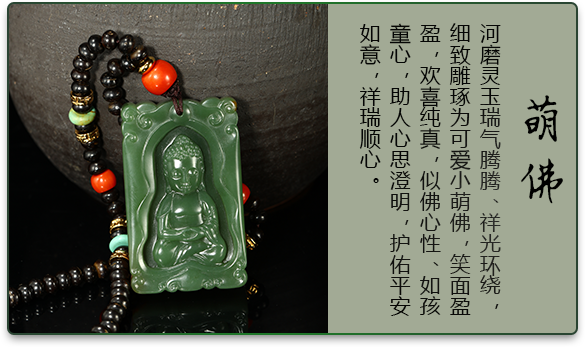 萌佛
河磨灵玉瑞气腾腾、祥光环绕，
细致雕琢为可爱小萌佛，笑面盈
盈，欢喜纯真，似佛心性、如孩
童心，助人心思澄明，护佑平安
如意，祥瑞顺心。